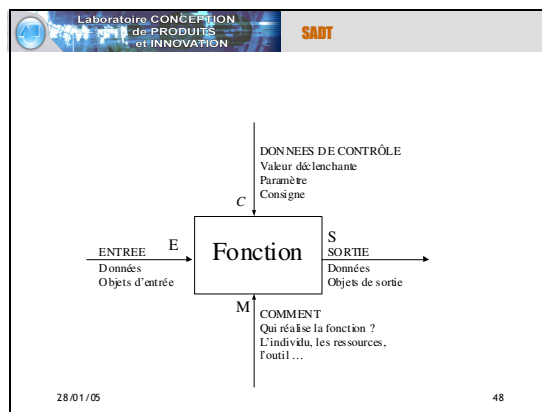 Laboratoire CONCEPTION
de PRODUITS
et INNOVATION
SADT
DONNEES DE CONTRÔLE
Valeur déclenchante
Paramètre
Consigne
C
E
ENTREE
Données
Objets d'entrée
Fonction
S
SORTIE
Données
Objets de sortie
M
COMMENT
Qui réalise la fonction ?
L'individu, les ressources,
l'outil …
28/01/05
48